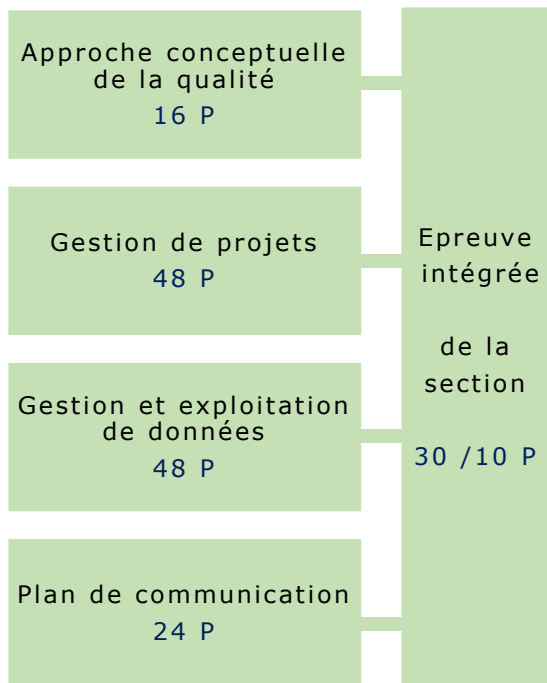 Approche conceptuelle
de la qualité
16 P
Gestion de projets
48 P
Gestion et exploitation
de données
48 P
Plan de communication
24 P
Epreuve
intégrée
de la
section
30 /10 P